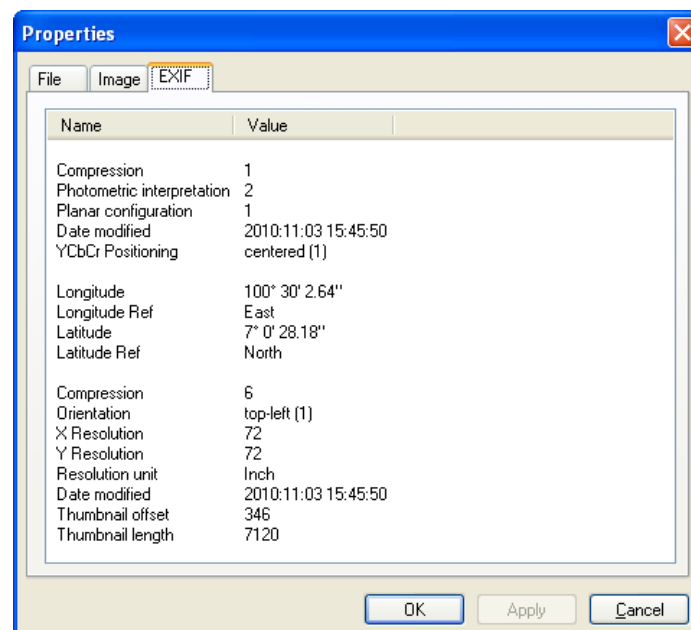 Properties
File Image EXIF
Name Value
Compression 1
Photometric interpretation 2
Planar configuration 1
Date modified 2010:11:03 15:45:50
YCbCr Positioning centered (1)
Longitude 100° 30' 2.64''
Longitude Ref East
Latitude 7° 0' 28.18''
Latitude Ref North
Compression 6
Orientation top-left (1)
X Resolution 72
Y Resolution 72
Resolution unit Inch
Date modified 2010:11:03 15:45:50
Thumbnail offset 346
Thumbnail length 7120
OK Apply Cancel